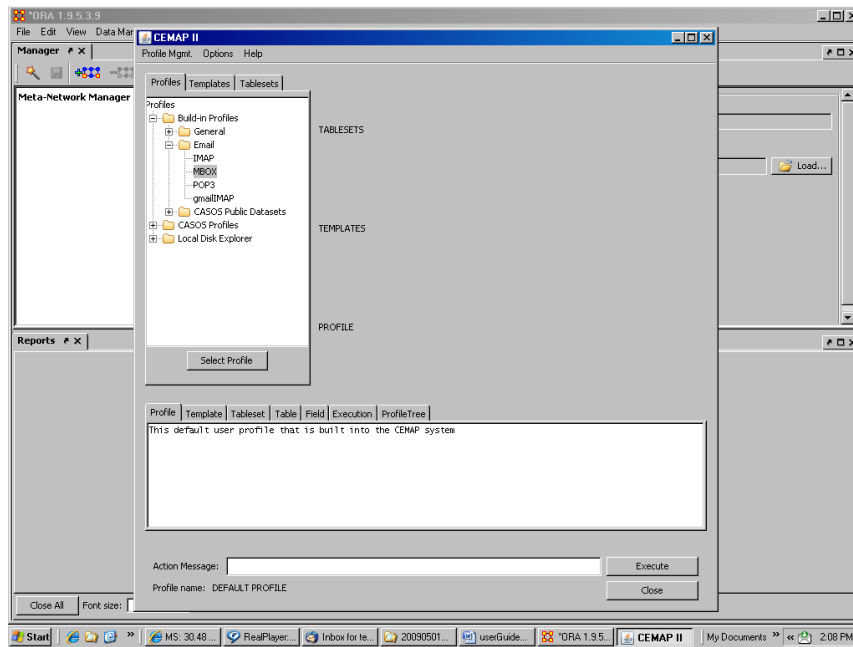 *ORA 1.9.5.3.9
File Edit View Data Mar
Manager
Meta-Network Manager
Load...
Reports
Close All Font size:
CEMAP II
Profile Mgmt. Options Help
Profiles Templates Tablesets
Profiles
Build-in Profiles
General
Email
IMAP
MBOX
POP3
gmailIMAP
CASOS Public Datasets
CASOS Profiles
Local Disk Explorer
Select Profile
TABLESETS
TEMPLATES
PROFILE
Profile Template Tableset Table Field Execution ProfileTree
This default user profile that is built into the CEMAP system
Action Message:
Execute
Profile name: DEFAULT PROFILE
Close
Start » MS: 30.48 ... RealPlayer:... Inbox for te... 20090501... userGuide... *ORA 1.9.5... CEMAP II My Documents » « 2:08 PM